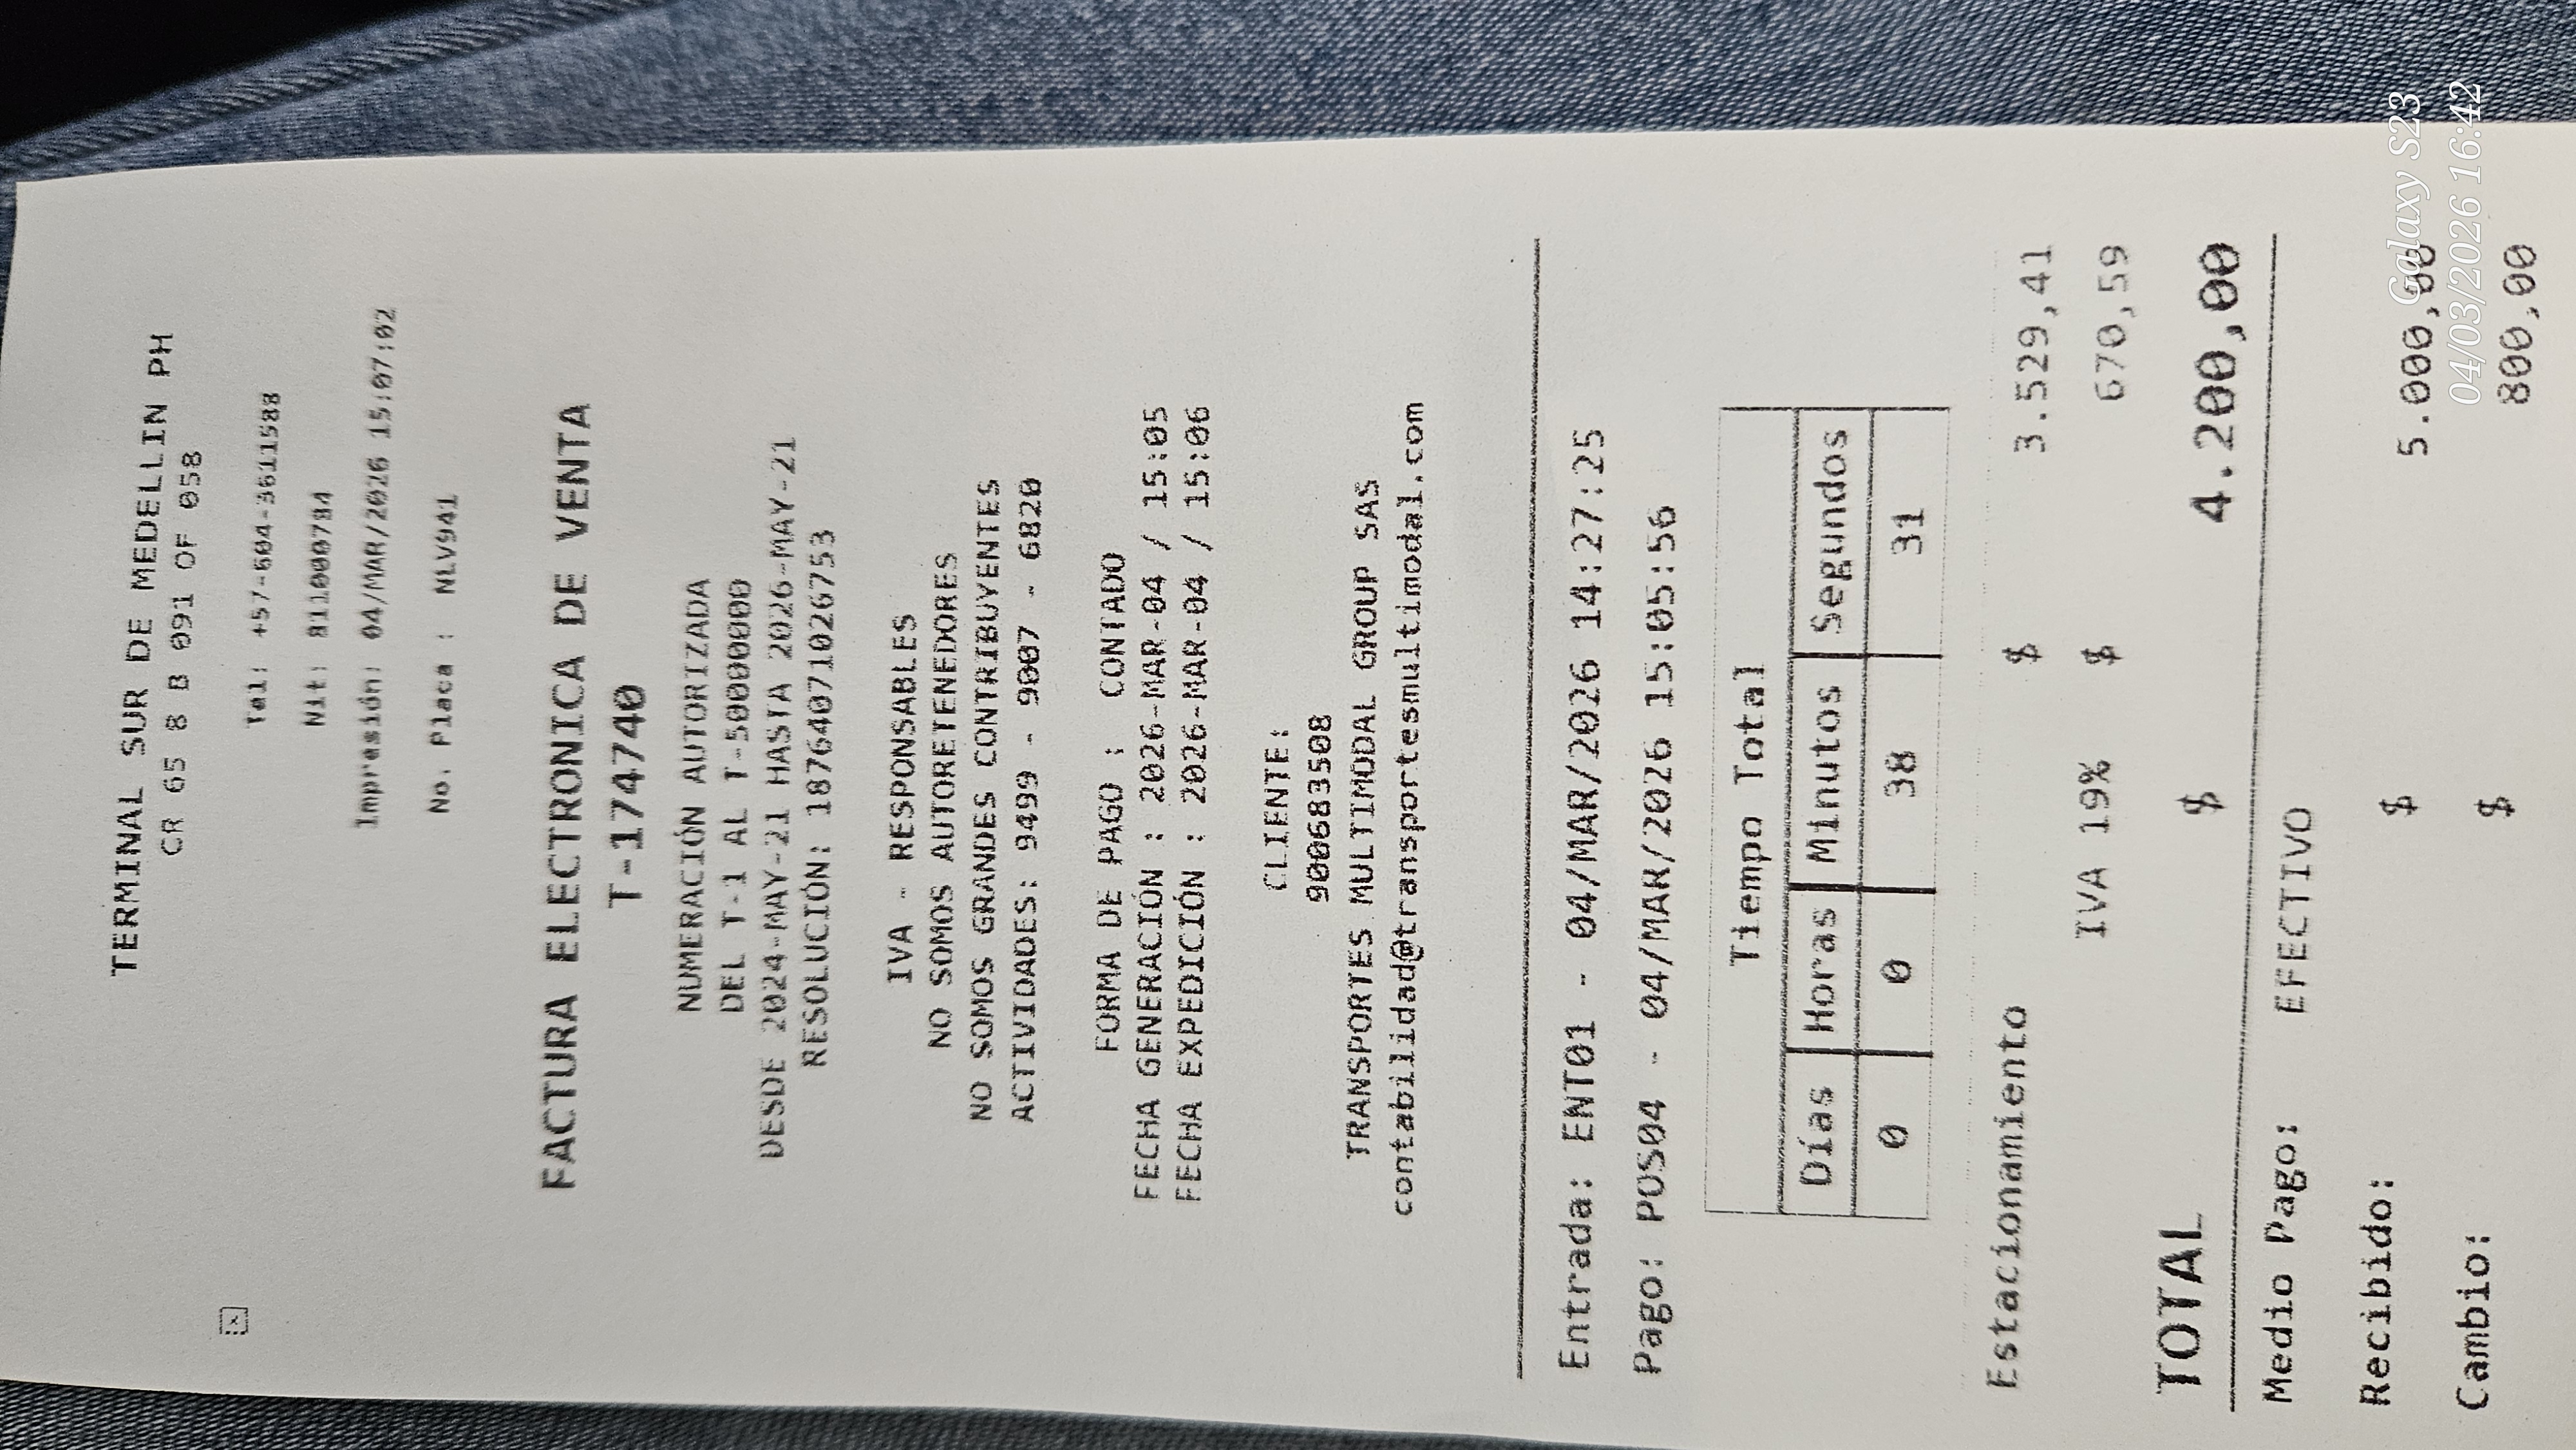 TERMINAL SUR DE MEDELLIN PH
CR 65 8 B 091 OF 058
Tel: +57-604-3611588
Nit: 811000784
Impresión: 04/MAR/2026 15:07:02
No. Placa : NLV941
FACTURA ELECTRONICA DE VENTA
T-174740
NUMERACIÓN AUTORIZADA
DEL T-1 AL T-5000000
DESDE 2024-MAY-21 HASTA 2026-MAY-21
RESOLUCIÓN: 18764071026753
IVA - RESPONSABLES
NO SOMOS AUTORETENEDORES
NO SOMOS GRANDES CONTRIBUYENTES
ACTIVIDADES: 9499 - 9007 - 6820
FORMA DE PAGO : CONTADO
FECHA GENERACIÓN : 2026-MAR-04 / 15:05
FECHA EXPEDICIÓN : 2026-MAR-04 / 15:06
CLIENTE:
900683508
TRANSPORTES MULTIMODAL GROUP SAS
contabilidad@transportesmultimodal.com
Entrada: ENT01 - 04/MAR/2026 14:27:25
Pago: POS04 - 04/MAR/2026 15:05:56
Tiempo Total
Días Horas Minutos Segundos
0 0 38 31
Estacionamiento $ 3.529,41
IVA 19% $ 670,59
TOTAL $ 4.200,00
Medio Pago: EFECTIVO
Recibido: $ 5.000,00
Cambio: $ 800,00
Galaxy S23
04/03/2026 16:42